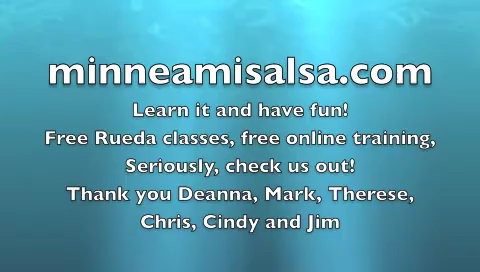 minneamisalsa.com
Learn it and have fun!
Free Rueda classes, free online training,
Seriously, check us out!
Thank you Deanna, Mark, Therese,
Chris, Cindy and Jim